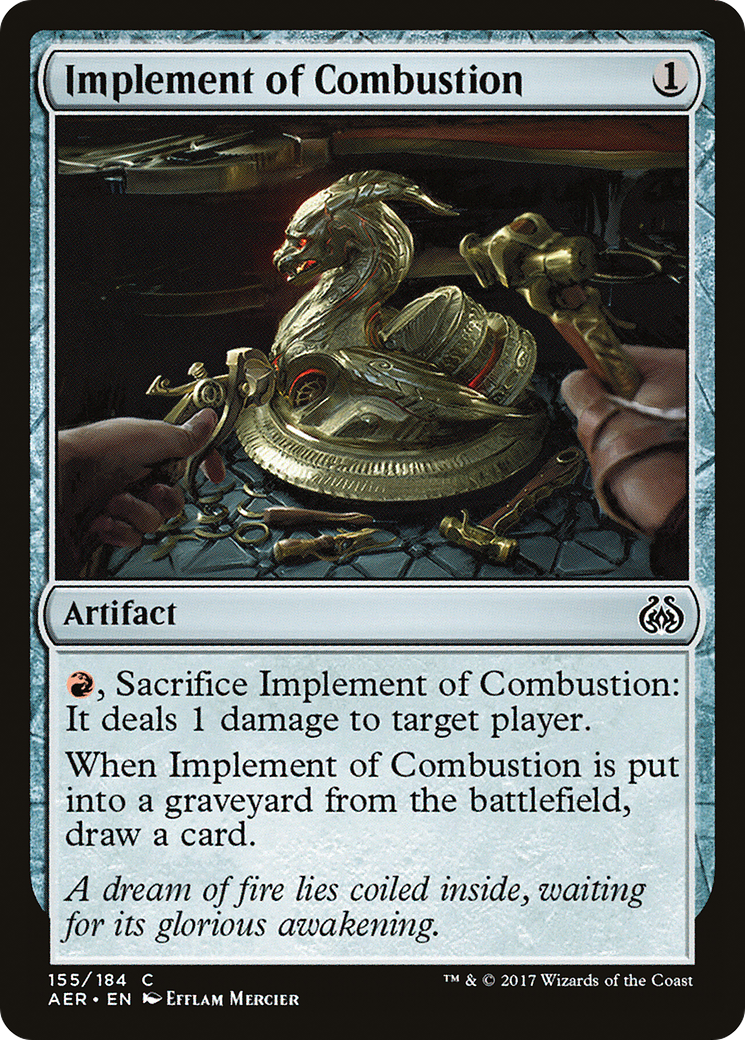 Implement of Combustion 1
Artifact
, Sacrifice Implement of Combustion:
It deals 1 damage to target player.
When Implement of Combustion is put
into a graveyard from the battlefield,
draw a card.
A dream of fire lies coiled inside, waiting
for its glorious awakening.
155/184 C
™ & © 2017 Wizards of the Coast
AER • EN Efflam Mercier